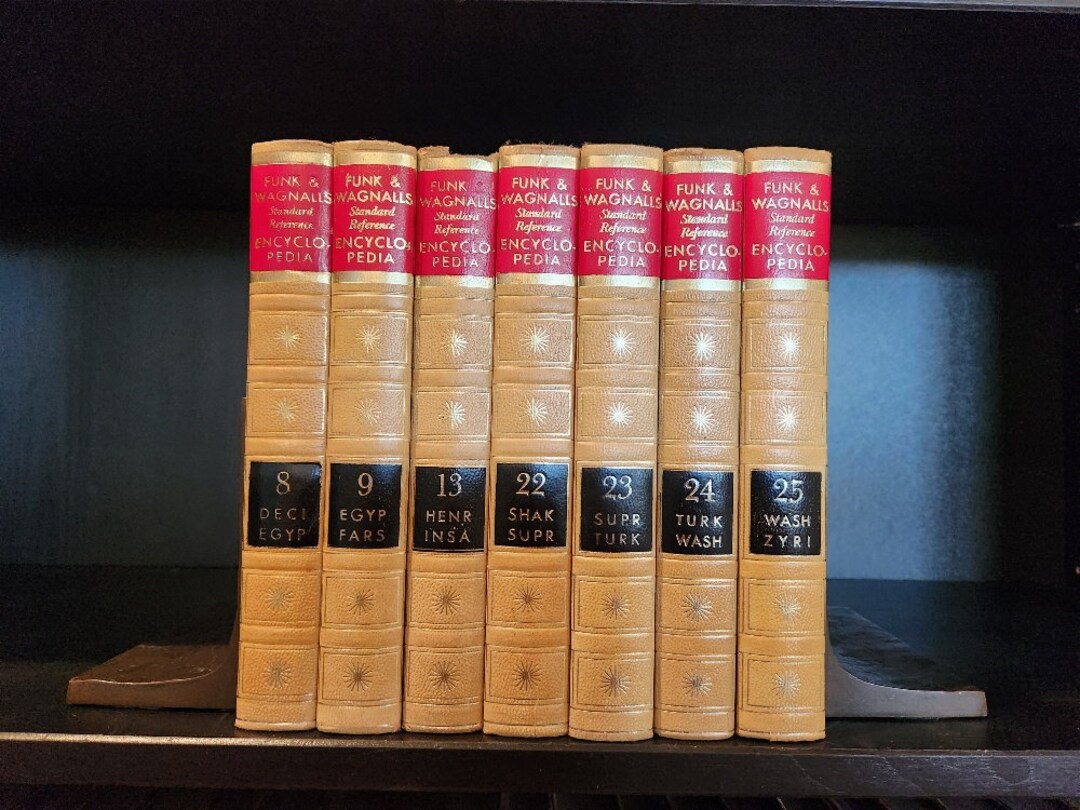 FUNK &
WAGNALLS
Standard
Reference
ENCYCLO-
PEDIA
8
DECI
EGYP
FUNK &
WAGNALLS
Standard
Reference
ENCYCLO-
PEDIA
9
EGYP
FARS
FUNK &
WAGNALLS
Standard
Reference
ENCYCLO-
PEDIA
13
HENR
INSA
FUNK &
WAGNALLS
Standard
Reference
ENCYCLO-
PEDIA
22
SHAK
SUPR
FUNK &
WAGNALLS
Standard
Reference
ENCYCLO-
PEDIA
23
SUPR
TURK
FUNK &
WAGNALLS
Standard
Reference
ENCYCLO-
PEDIA
24
TURK
WASH
FUNK &
WAGNALLS
Standard
Reference
ENCYCLO-
PEDIA
25
WASH
ZYRI